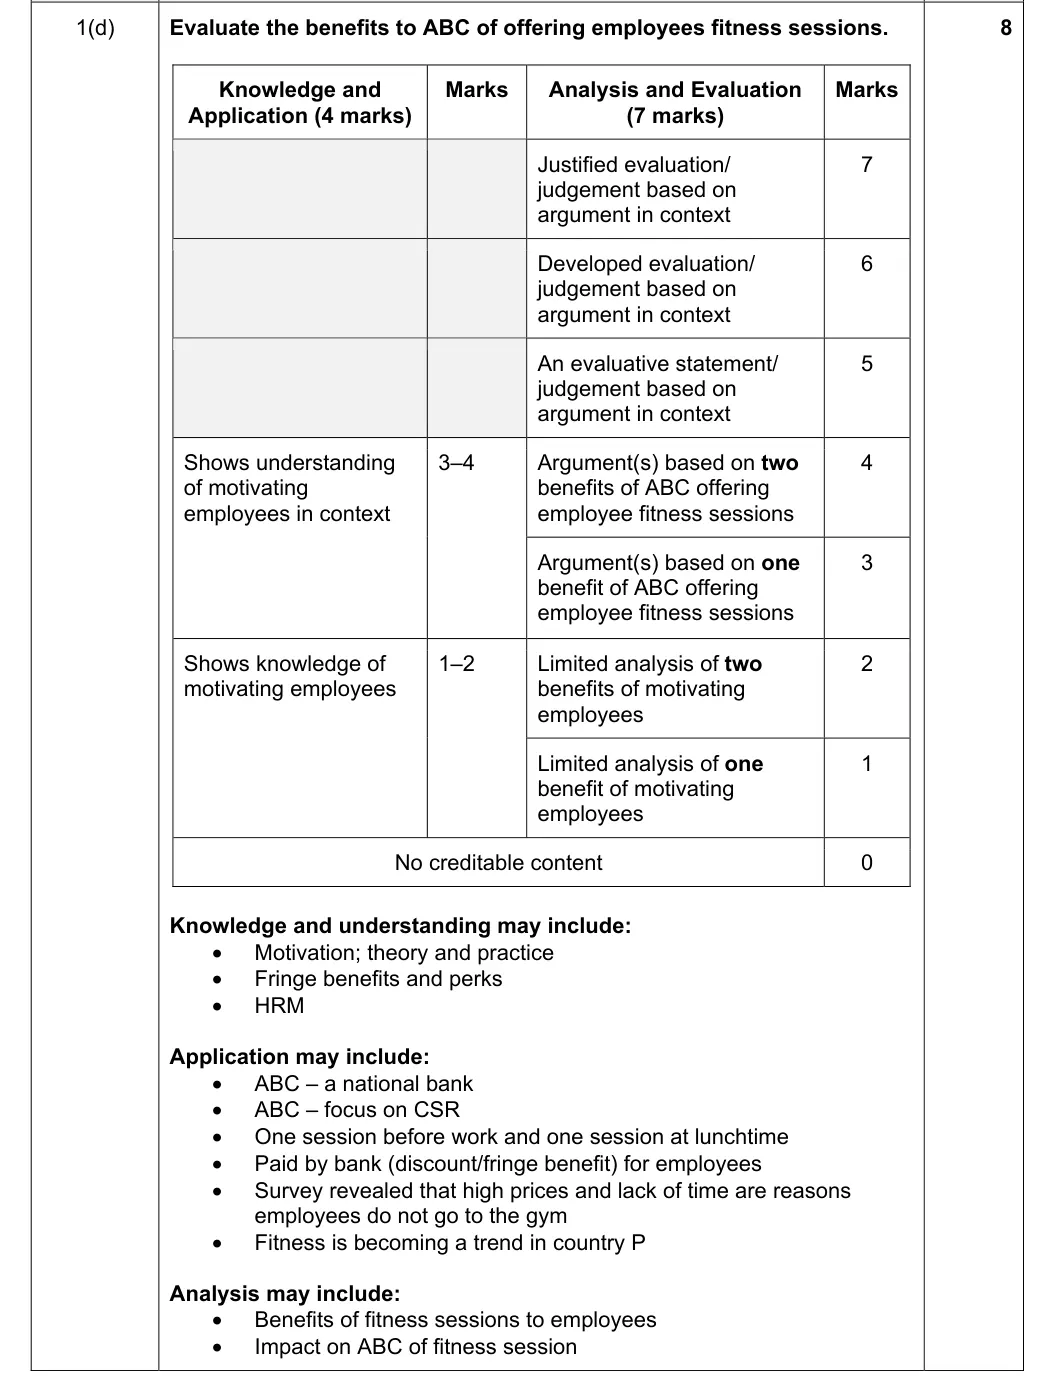 1(d)
Evaluate the benefits to ABC of offering employees fitness sessions.
8
Knowledge and
Application (4 marks)
Marks
Analysis and Evaluation
(7 marks)
Marks
Justified evaluation/
judgement based on
argument in context
7
Developed evaluation/
judgement based on
argument in context
6
An evaluative statement/
judgement based on
argument in context
5
Shows understanding
of motivating
employees in context
3–4
Argument(s) based on two
benefits of ABC offering
employee fitness sessions
4
Argument(s) based on one
benefit of ABC offering
employee fitness sessions
3
Shows knowledge of
motivating employees
1–2
Limited analysis of two
benefits of motivating
employees
2
Limited analysis of one
benefit of motivating
employees
1
No creditable content
0
Knowledge and understanding may include:
• Motivation; theory and practice
• Fringe benefits and perks
• HRM
Application may include:
• ABC – a national bank
• ABC – focus on CSR
• One session before work and one session at lunchtime
• Paid by bank (discount/fringe benefit) for employees
• Survey revealed that high prices and lack of time are reasons
employees do not go to the gym
• Fitness is becoming a trend in country P
Analysis may include:
• Benefits of fitness sessions to employees
• Impact on ABC of fitness session